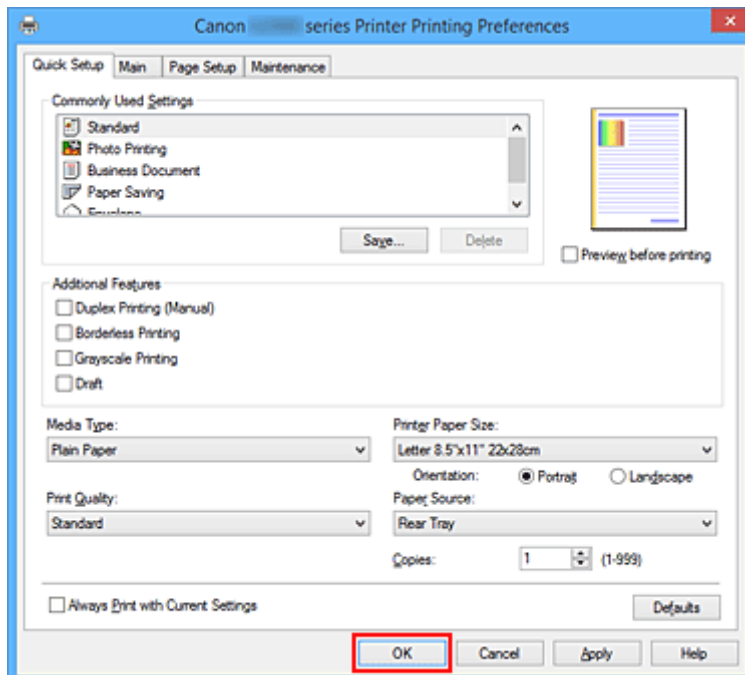 Canon series Printer Printing Preferences
Quick Setup Main Page Setup Maintenance
Commonly Used Settings
Standard
Photo Printing
Business Document
Paper Saving
Envelope
Save... Delete
Preview before printing
Additional Features
Duplex Printing (Manual)
Borderless Printing
Grayscale Printing
Draft
Media Type: Printer Paper Size:
Plain Paper Letter 8.5"x11" 22x28cm
Orientation: Portrait Landscape
Print Quality: Paper Source:
Standard Rear Tray
Copies: 1 (1-999)
Always Print with Current Settings Defaults
OK Cancel Apply Help